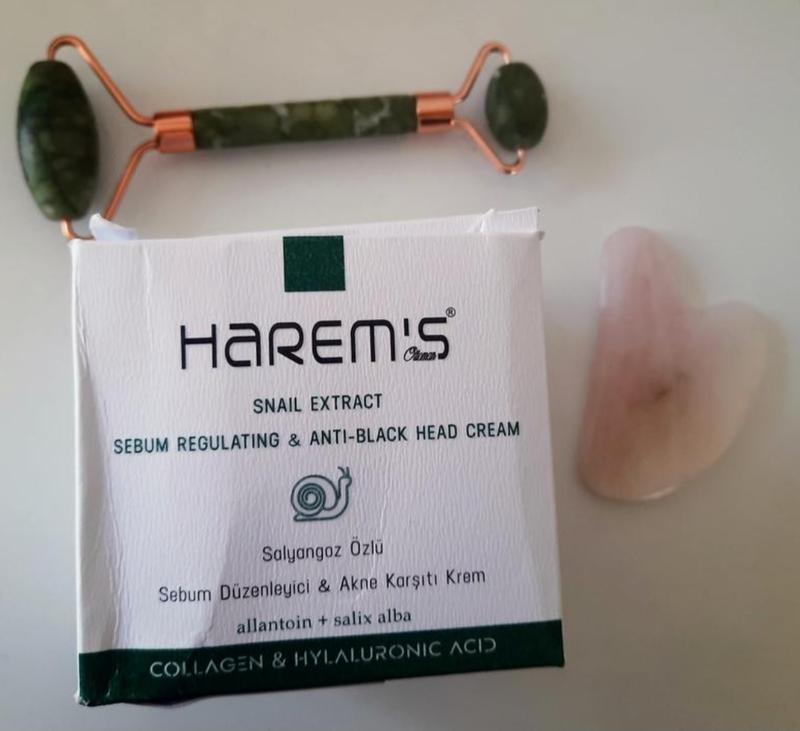 HAREM'S®
Ottoman
SNAIL EXTRACT
SEBUM REGULATING & ANTI-BLACK HEAD CREAM
Salyangoz Özlü
Sebum Düzenleyici & Akne Karşıtı Krem
allantoin + salix alba
COLLAGEN & HYLALURONIC ACID